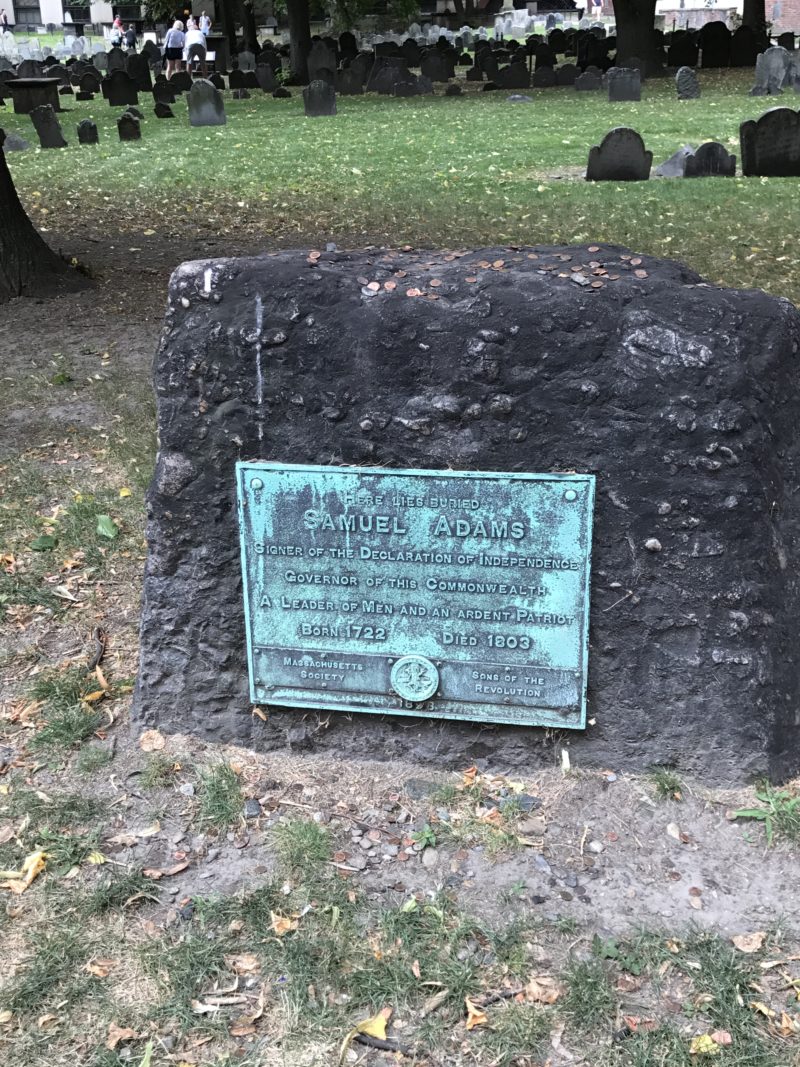 HERE LIES BURIED
SAMUEL ADAMS
SIGNER OF THE DECLARATION OF INDEPENDENCE
GOVERNOR OF THIS COMMONWEALTH
A LEADER OF MEN AND AN ARDENT PATRIOT
BORN 1722 DIED 1803
MASSACHUSETTS SOCIETY
SONS OF THE REVOLUTION